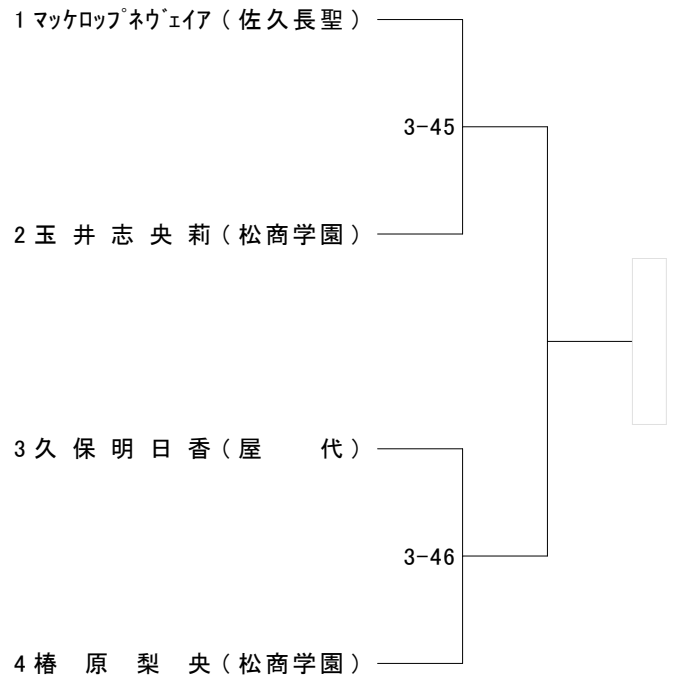 1 マッケロップネヴェイア ( 佐久長聖 )
3-45
2 玉 井 志 央 莉 ( 松商学園 )
3 久 保 明 日 香 ( 屋 代 )
3-46
4 椿 原 梨 央 ( 松商学園 )